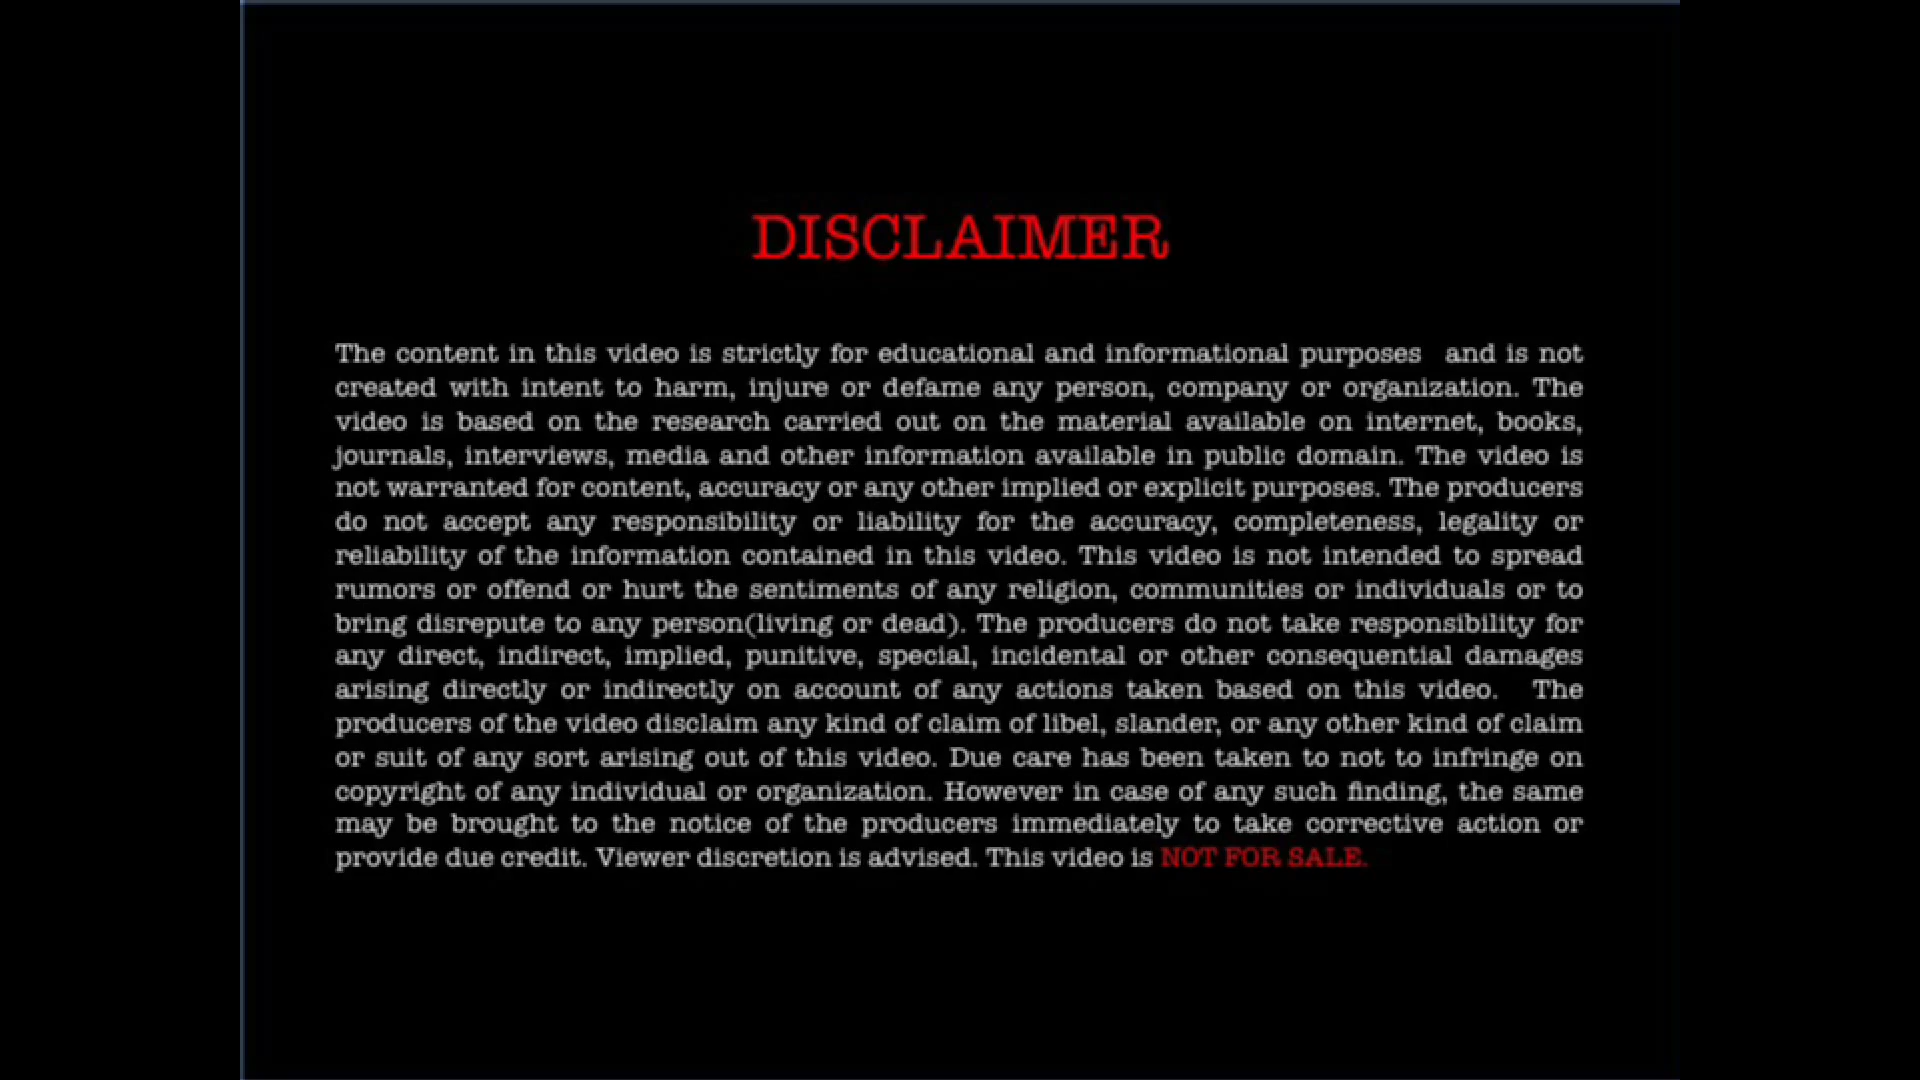 DISCLAIMER
The content in this video is strictly for educational and informational purposes and is not
created with intent to harm, injure or defame any person, company or organization. The
video is based on the research carried out on the material available on internet, books,
journals, interviews, media and other information available in public domain. The video is
not warranted for content, accuracy or any other implied or explicit purposes. The producers
do not accept any responsibility or liability for the accuracy, completeness, legality or
reliability of the information contained in this video. This video is not intended to spread
rumors or offend or hurt the sentiments of any religion, communities or individuals or to
bring disrepute to any person(living or dead). The producers do not take responsibility for
any direct, indirect, implied, punitive, special, incidental or other consequential damages
arising directly or indirectly on account of any actions taken based on this video. The
producers of the video disclaim any kind of claim of libel, slander, or any other kind of claim
or suit of any sort arising out of this video. Due care has been taken to not to infringe on
copyright of any individual or organization. However in case of any such finding, the same
may be brought to the notice of the producers immediately to take corrective action or
provide due credit. Viewer discretion is advised. This video is NOT FOR SALE.